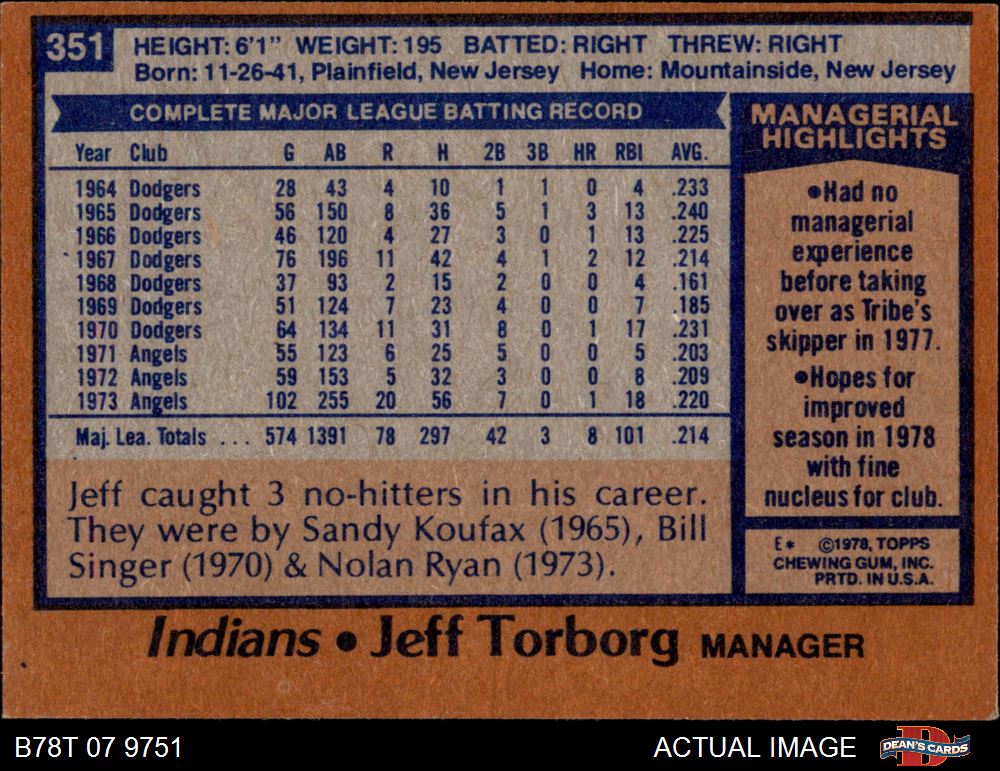 351
HEIGHT: 6'1" WEIGHT: 195 BATTED: RIGHT THREW: RIGHT
Born: 11-26-41, Plainfield, New Jersey Home: Mountainside, New Jersey
COMPLETE MAJOR LEAGUE BATTING RECORD
Year Club G AB R H 2B 3B HR RBI AVG.
1964 Dodgers 28 43 4 10 1 1 0 4 .233
1965 Dodgers 56 150 8 36 5 1 3 13 .240
1966 Dodgers 46 120 4 27 3 0 1 13 .225
1967 Dodgers 76 196 11 42 4 1 2 12 .214
1968 Dodgers 37 93 2 15 2 0 0 4 .161
1969 Dodgers 51 124 7 23 4 0 0 7 .185
1970 Dodgers 64 134 11 31 8 0 1 17 .231
1971 Angels 55 123 6 25 5 0 0 5 .203
1972 Angels 59 153 5 32 3 0 0 8 .209
1973 Angels 102 255 20 56 7 0 1 18 .220
Maj. Lea. Totals ... 574 1391 78 297 42 3 8 101 .214
Jeff caught 3 no-hitters in his career.
They were by Sandy Koufax (1965), Bill
Singer (1970) & Nolan Ryan (1973).
MANAGERIAL
HIGHLIGHTS
•Had no
managerial
experience
before taking
over as Tribe's
skipper in 1977.
•Hopes for
improved
season in 1978
with fine
nucleus for club.
E* ©1978, TOPPS
CHEWING GUM, INC.
PRTD. IN U.S.A.
Indians • Jeff Torborg MANAGER
B78T 07 9751
ACTUAL IMAGE
DEAN'S CARDS